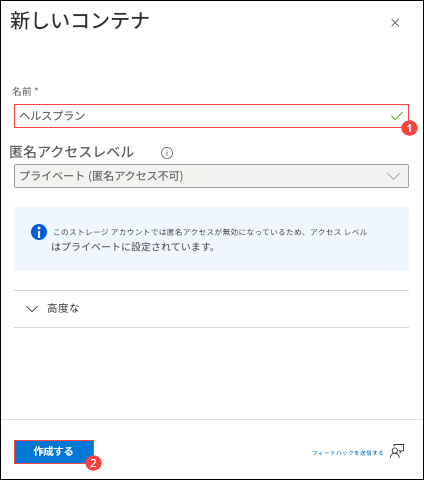 新しいコンテナ
名前 *
ヘルスプラン
1
匿名アクセスレベル
プライベート (匿名アクセス不可)
このストレージ アカウントでは匿名アクセスが無効になっているため、アクセス レベル
はプライベートに設定されています。
高度な
作成する
2
フィードバックを送信する